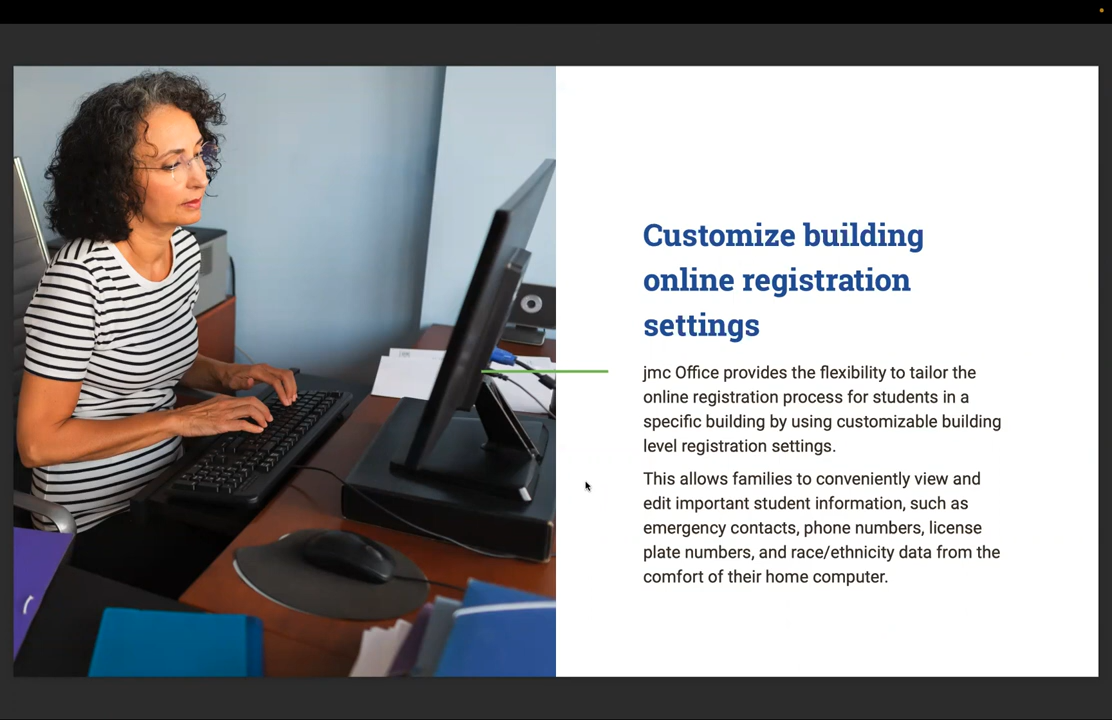 Customize building
online registration
settings
jmc Office provides the flexibility to tailor the
online registration process for students in a
specific building by using customizable building
level registration settings.
This allows families to conveniently view and
edit important student information, such as
emergency contacts, phone numbers, license
plate numbers, and race/ethnicity data from the
comfort of their home computer.